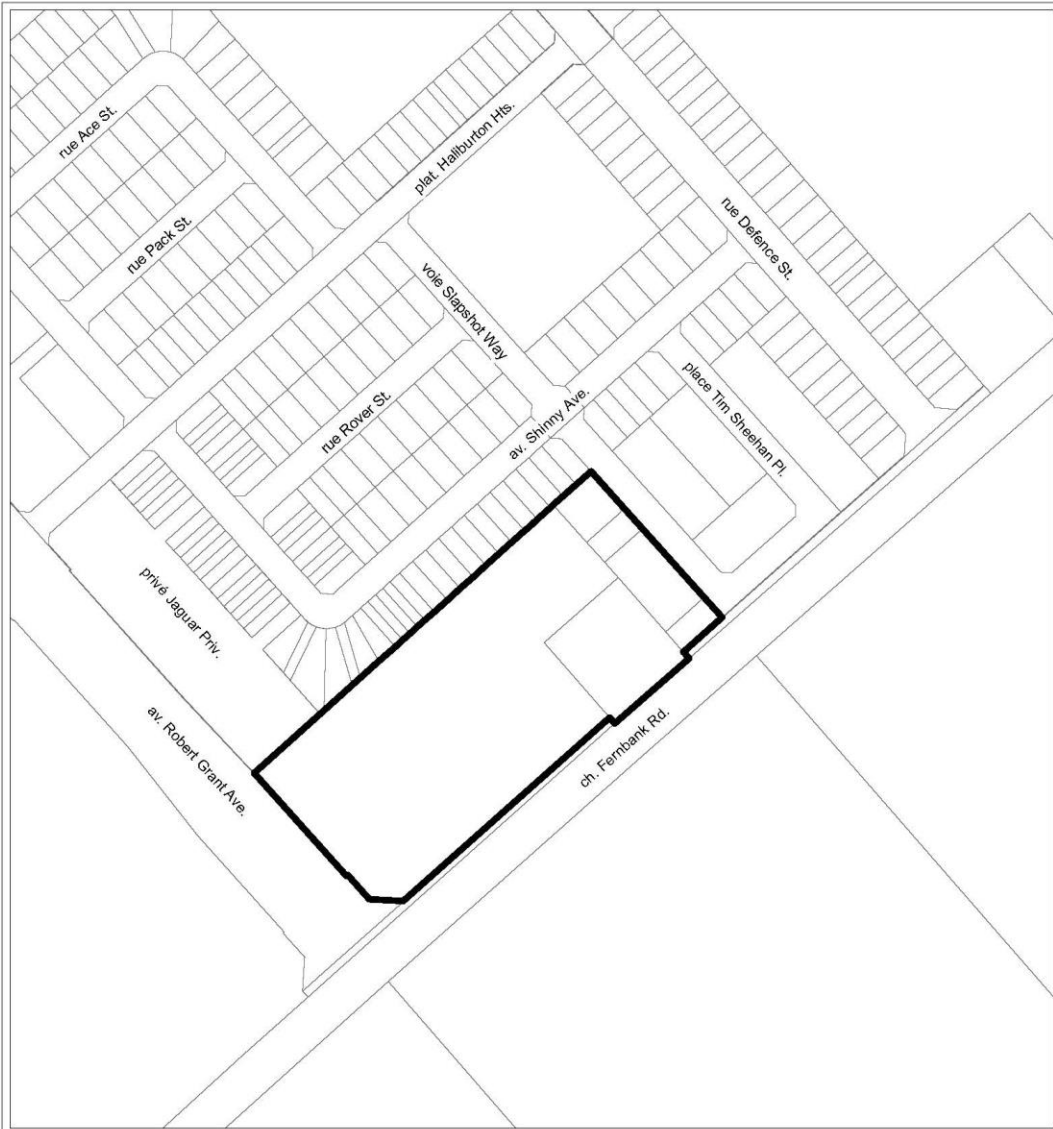 rue Ace St.
plat. Haliburton Hts.
rue Pack St.
rue Defence St.
voie Slapshot Way
place Tim Sheehan Pl.
rue Rover St.
av. Shinny Ave.
privé Jaguar Priv.
av. Robert Grant Ave.
ch. Fernbank Rd.